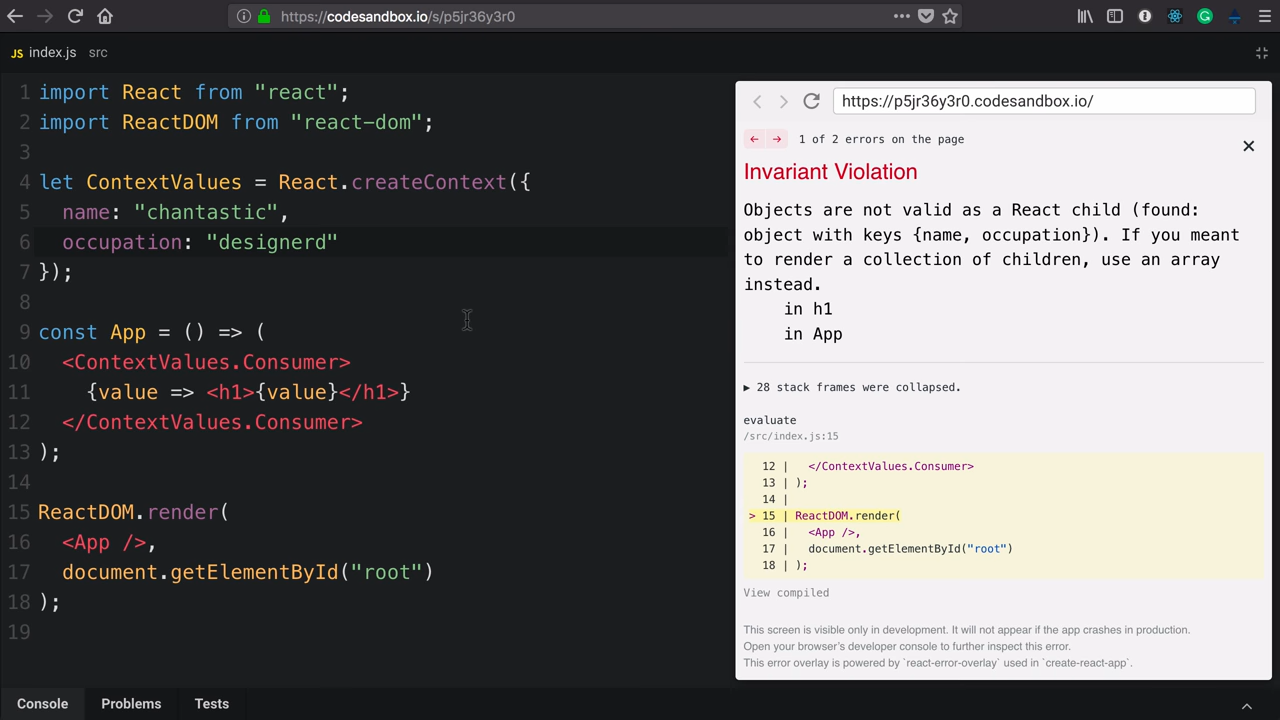 https://codesandbox.io/s/p5jr36y3r0
JS index.js src
1 import React from "react";
2 import ReactDOM from "react-dom";
3
4 let ContextValues = React.createContext({
5 name: "chantastic",
6 occupation: "designerd"
7 });
8
9 const App = () => (
10 <ContextValues.Consumer>
11 {value => <h1>{value}</h1>}
12 </ContextValues.Consumer>
13 );
14
15 ReactDOM.render(
16 <App />,
17 document.getElementById("root")
18 );
19
https://p5jr36y3r0.codesandbox.io/
1 of 2 errors on the page
Invariant Violation
Objects are not valid as a React child (found:
object with keys {name, occupation}). If you meant
to render a collection of children, use an array
instead.
in h1
in App
▶ 28 stack frames were collapsed.
evaluate
/src/index.js:15
12 | </ContextValues.Consumer>
13 | );
14 |
> 15 | ReactDOM.render(
16 | <App />,
17 | document.getElementById("root")
18 | );
View compiled
This screen is visible only in development. It will not appear if the app crashes in production.
Open your browser's developer console to further inspect this error.
This error overlay is powered by `react-error-overlay` used in `create-react-app`.
Console Problems Tests